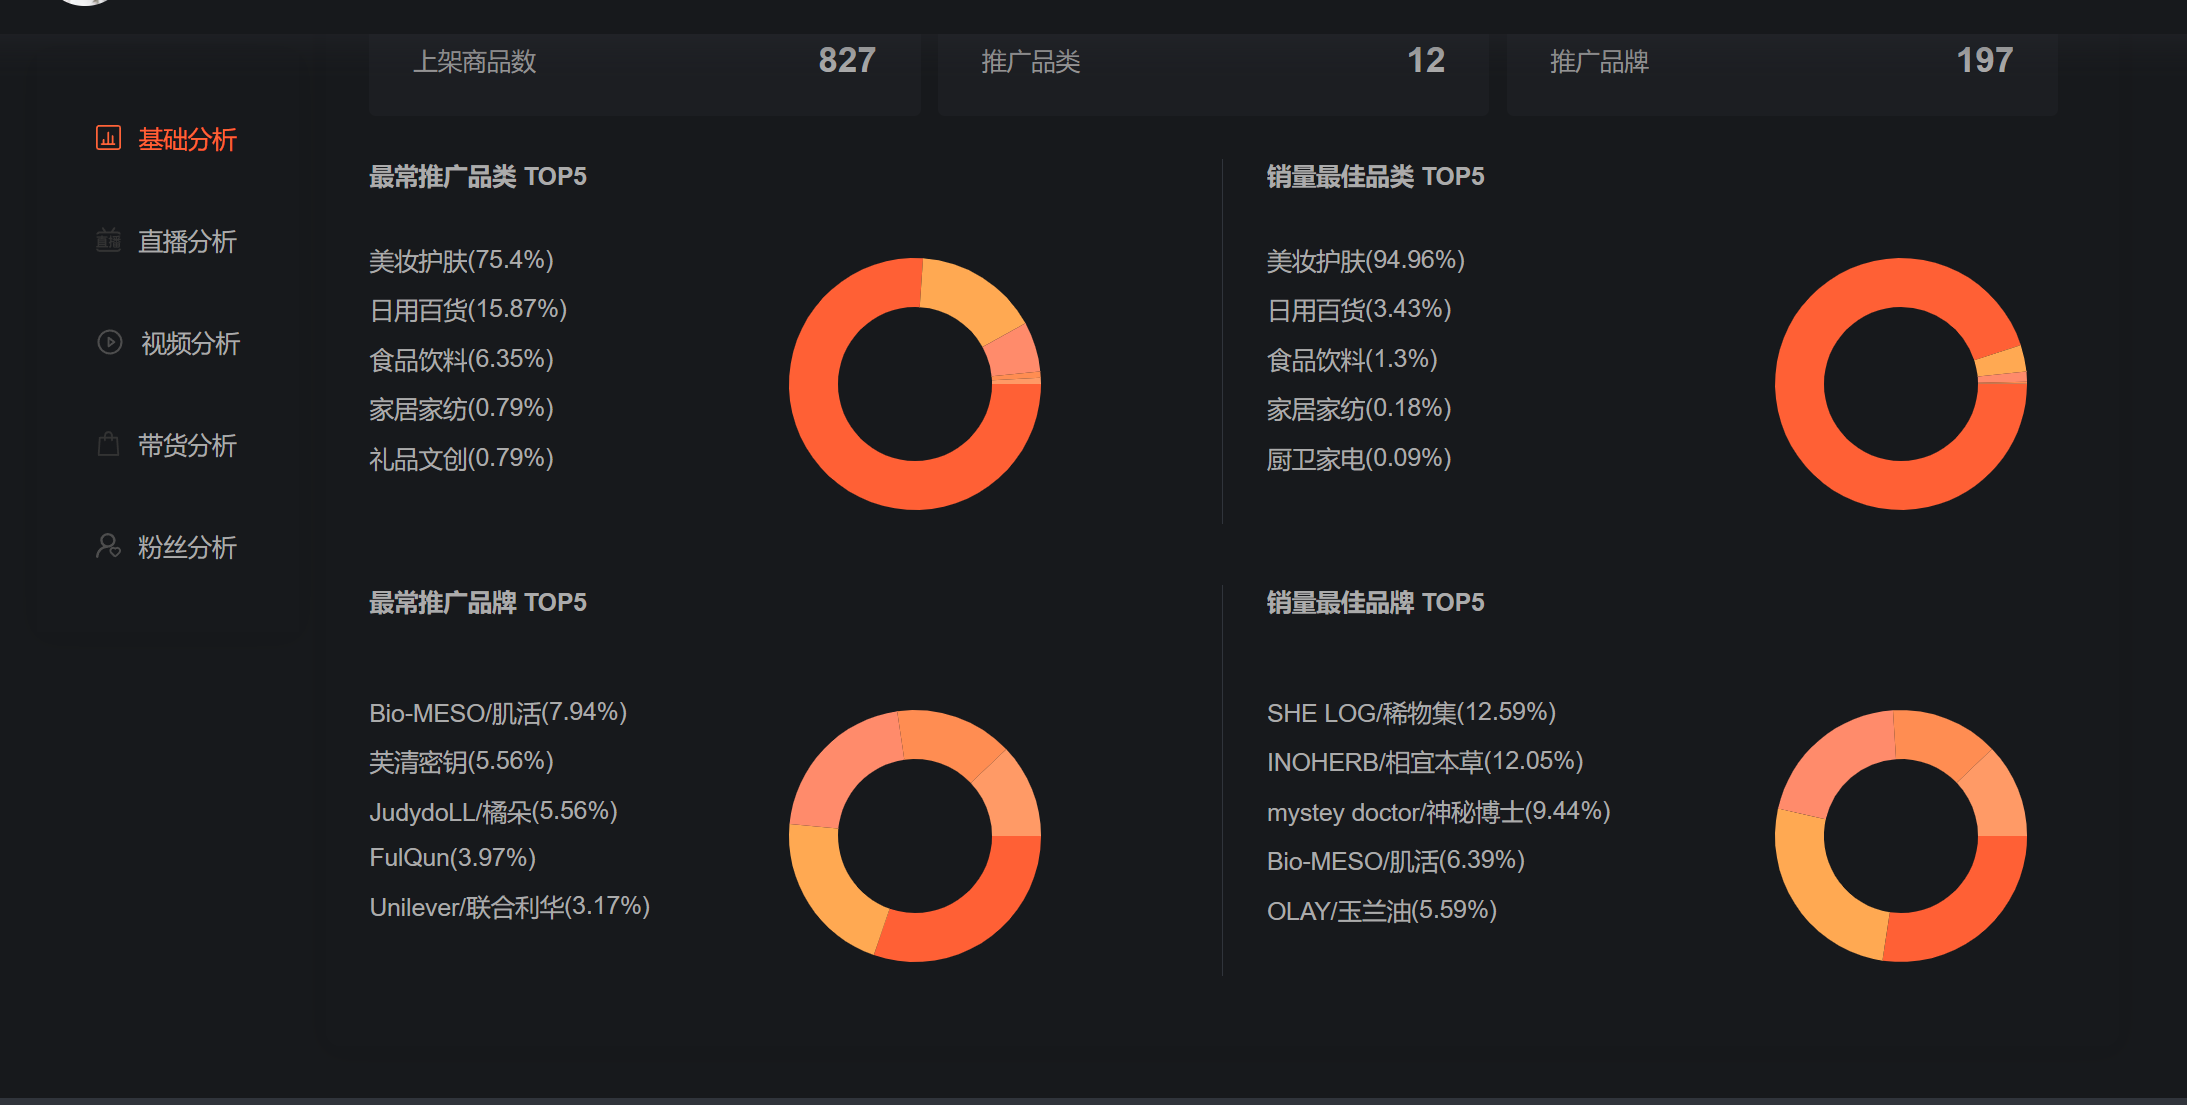 上架商品数 827 推广品类 12 推广品牌 197
基础分析
直播分析
视频分析
带货分析
粉丝分析
最常推广品类 TOP5
美妆护肤(75.4%)
日用百货(15.87%)
食品饮料(6.35%)
家居家纺(0.79%)
礼品文创(0.79%)
销量最佳品类 TOP5
美妆护肤(94.96%)
日用百货(3.43%)
食品饮料(1.3%)
家居家纺(0.18%)
厨卫家电(0.09%)
最常推广品牌 TOP5
Bio-MESO/肌活(7.94%)
芙清密钥(5.56%)
JudydoLL/橘朵(5.56%)
FulQun(3.97%)
Unilever/联合利华(3.17%)
销量最佳品牌 TOP5
SHE LOG/稀物集(12.59%)
INOHERB/相宜本草(12.05%)
mystey doctor/神秘博士(9.44%)
Bio-MESO/肌活(6.39%)
OLAY/玉兰油(5.59%)